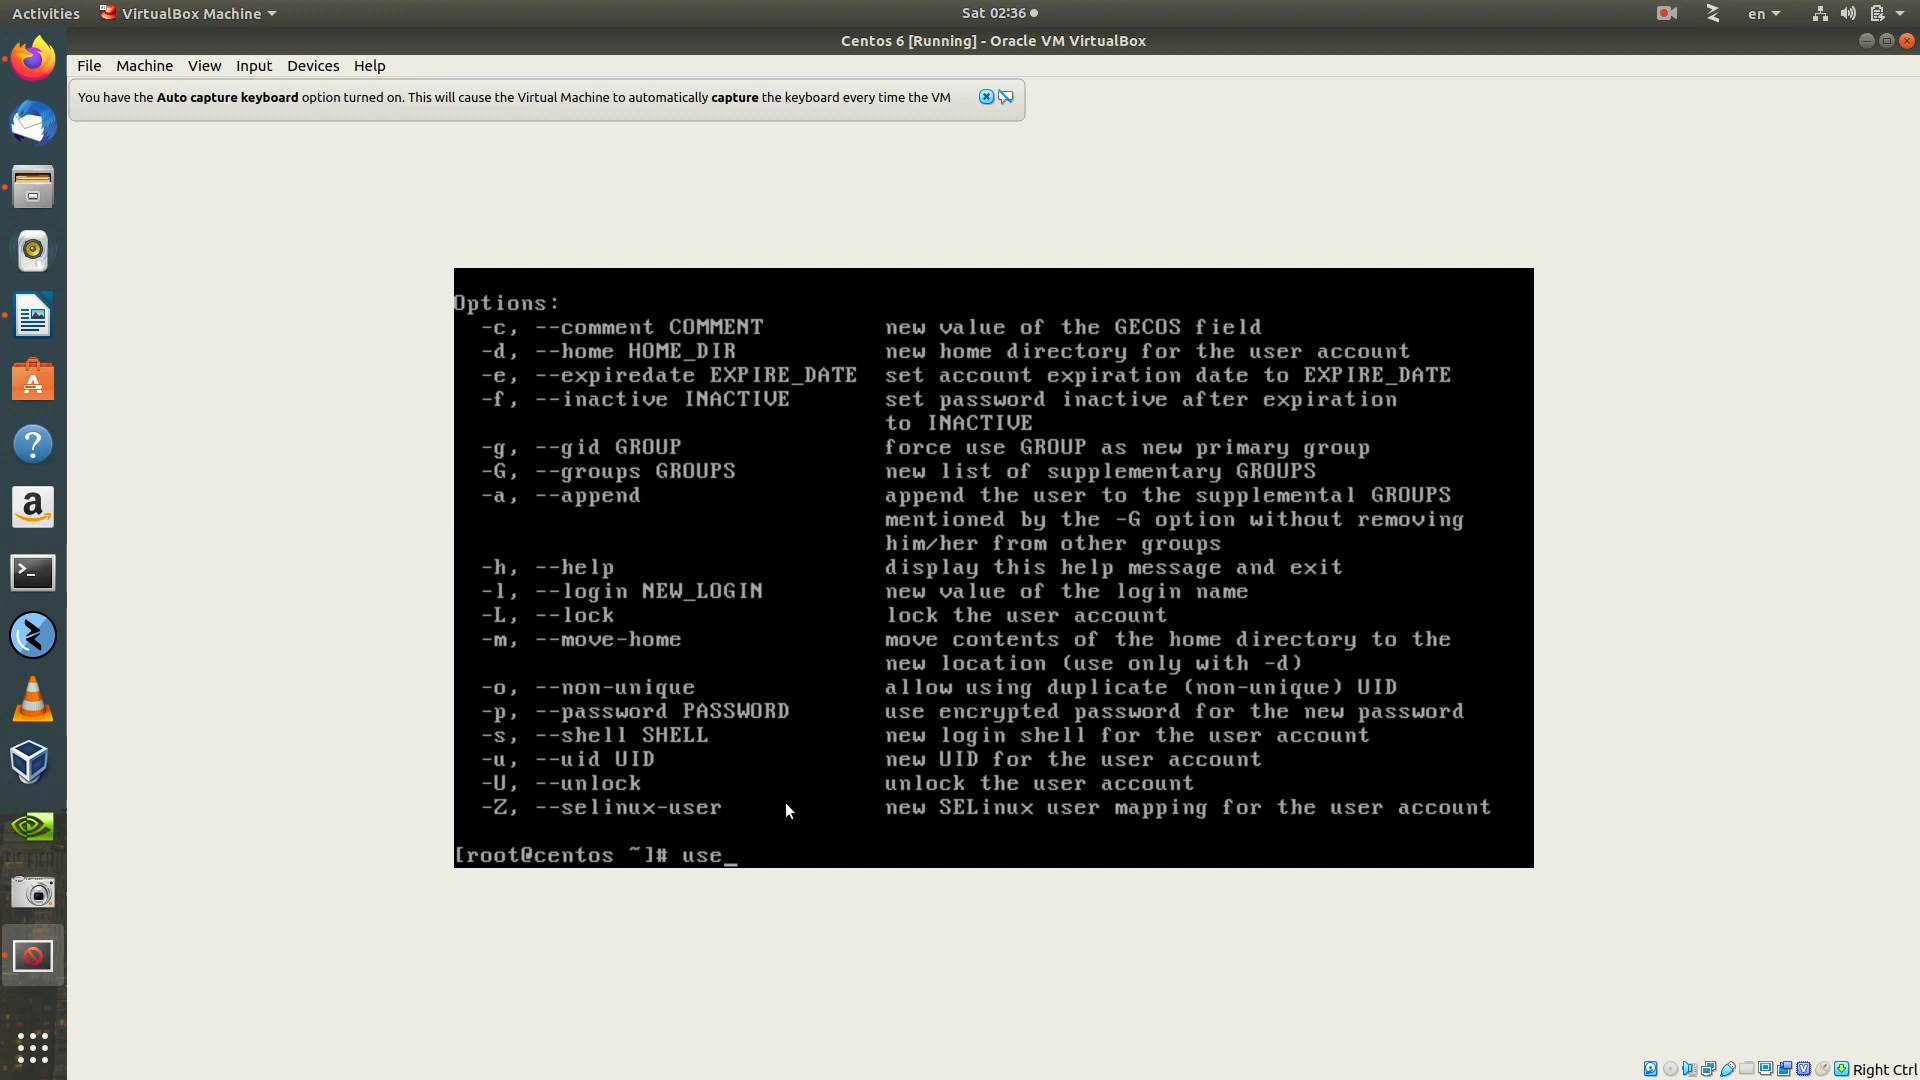 Activities
VirtualBox Machine
Sat 02:36
en
Centos 6 [Running] - Oracle VM VirtualBox
File Machine View Input Devices Help
You have the Auto capture keyboard option turned on. This will cause the Virtual Machine to automatically capture the keyboard every time the VM
Options:
-c, --comment COMMENT new value of the GECOS field
-d, --home HOME_DIR new home directory for the user account
-e, --expiredate EXPIRE_DATE set account expiration date to EXPIRE_DATE
-f, --inactive INACTIVE set password inactive after expiration
to INACTIVE
-g, --gid GROUP force use GROUP as new primary group
-G, --groups GROUPS new list of supplementary GROUPS
-a, --append append the user to the supplemental GROUPS
mentioned by the -G option without removing
him/her from other groups
-h, --help display this help message and exit
-l, --login NEW_LOGIN new value of the login name
-L, --lock lock the user account
-m, --move-home move contents of the home directory to the
new location (use only with -d)
-o, --non-unique allow using duplicate (non-unique) UID
-p, --password PASSWORD use encrypted password for the new password
-s, --shell SHELL new login shell for the user account
-u, --uid UID new UID for the user account
-U, --unlock unlock the user account
-Z, --selinux-user new SELinux user mapping for the user account
[root@centos ~]# use_
Right Ctrl